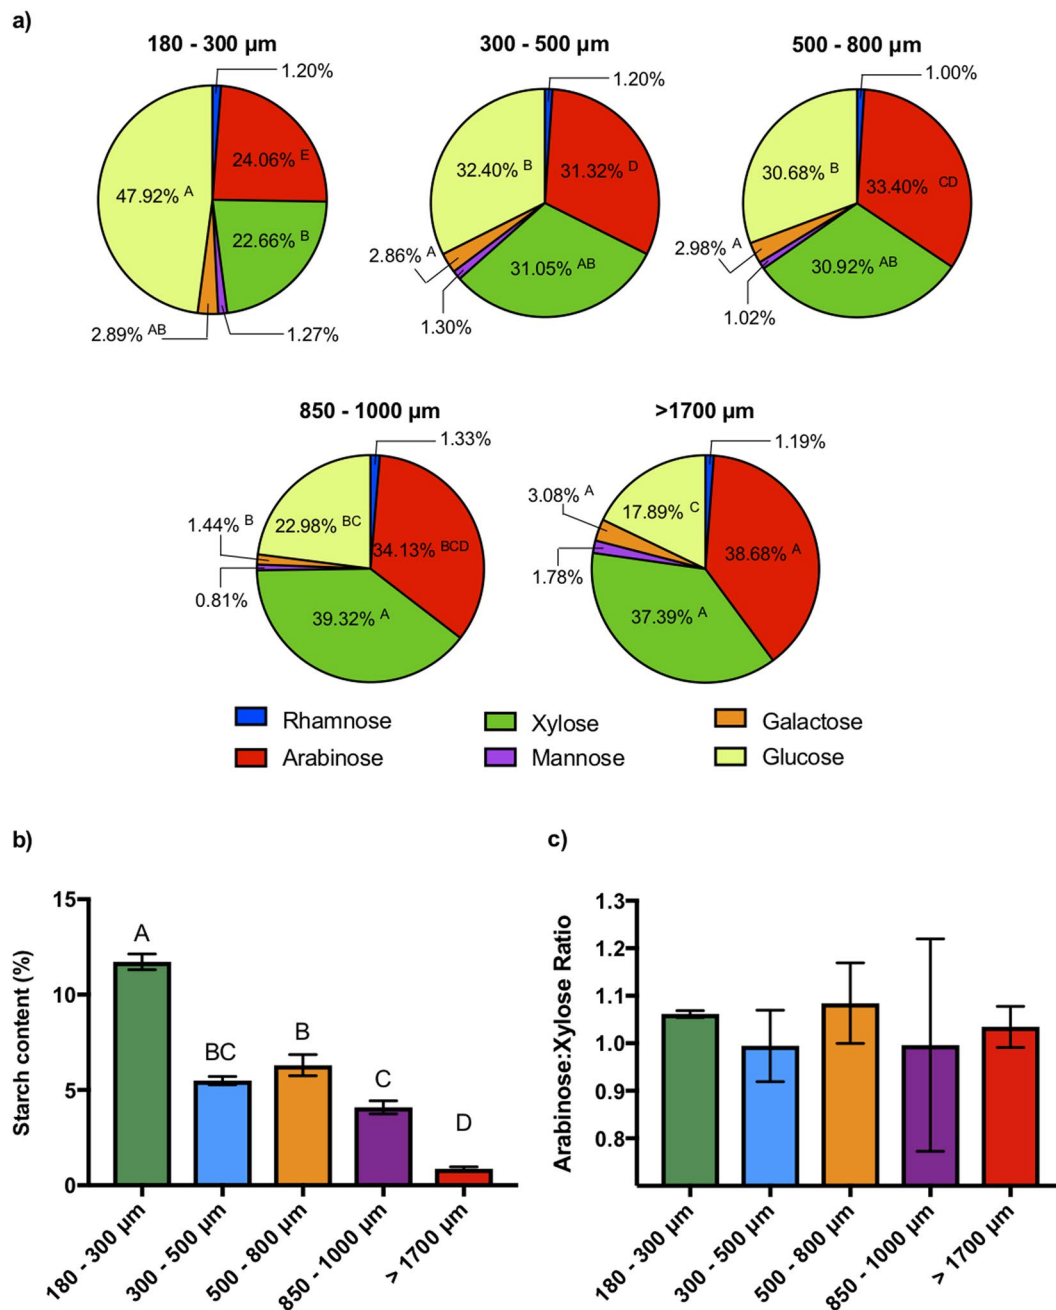 a)
180 - 300 µm
300 - 500 µm
500 - 800 µm
1.20%
1.20%
1.00%
24.06% E
47.92% A
22.66% B
2.89% AB
1.27%
32.40% B
31.32% D
2.86% A
31.05% AB
1.30%
30.68% B
33.40% CD
2.98% A
30.92% AB
1.02%
850 - 1000 µm
>1700 µm
1.33%
1.44% B
22.98% BC
34.13% BCD
0.81%
39.32% A
1.19%
3.08% A
17.89% C
38.68% A
1.78%
37.39% A
Rhamnose
Xylose
Galactose
Arabinose
Mannose
Glucose
b)
Starch content (%)
15
10
5
0
A
BC
B
C
D
180 - 300 µm
300 - 500 µm
500 - 800 µm
850 - 1000 µm
> 1700 µm
c)
Arabinose:Xylose Ratio
1.3
1.2
1.1
1.0
0.9
0.8
180 - 300 µm
300 - 500 µm
500 - 800 µm
850 - 1000 µm
> 1700 µm